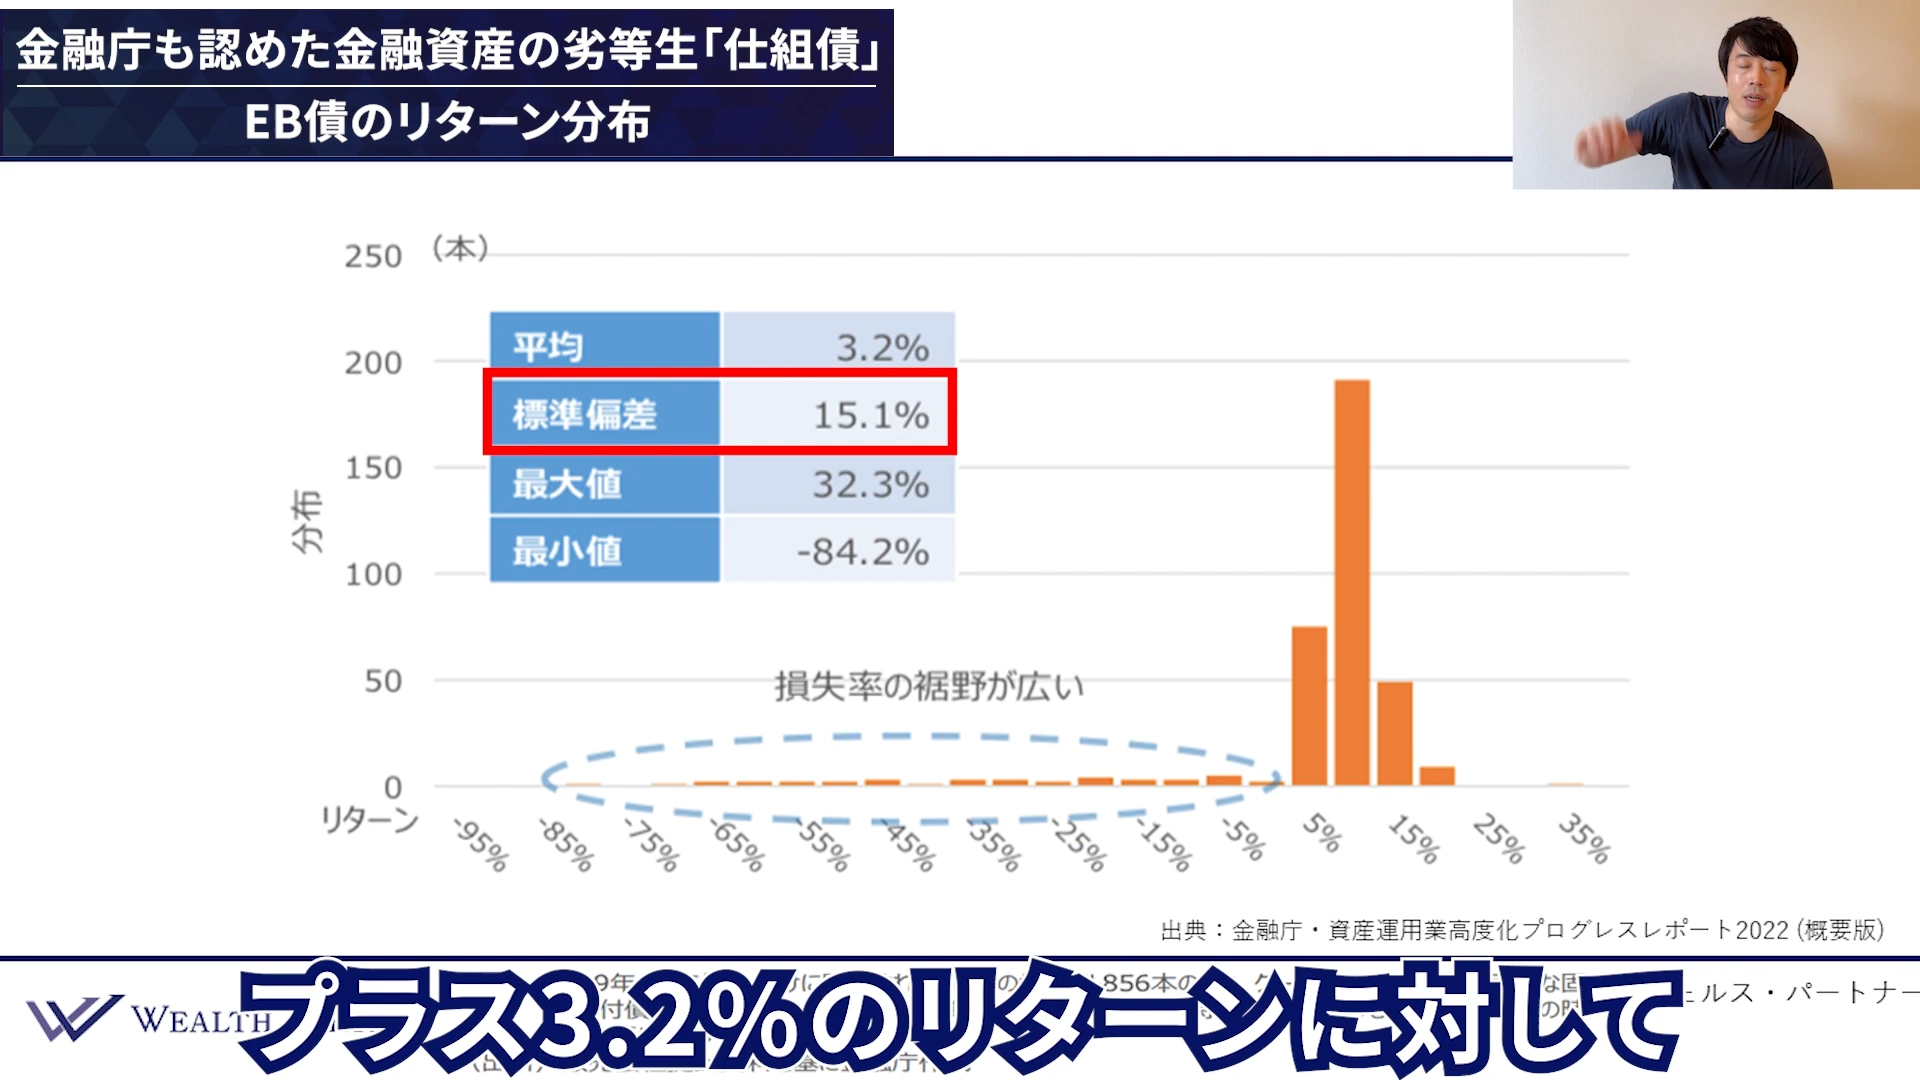 金融庁も認めた金融資産の劣等生「仕組債」
EB債のリターン分布
250
(本)
200
150
100
50
0
分布
平均 3.2%
標準偏差 15.1%
最大値 32.3%
最小値 -84.2%
損失率の裾野が広い
リターン
-95% -85% -75% -65% -55% -45% -35% -25% -15% -5% 5% 15% 25% 35%
出典：金融庁・資産運用業高度化プログレスレポート2022 (概要版)
WEALTH
ェルス・パートナー
プラス3.2%のリターンに対して